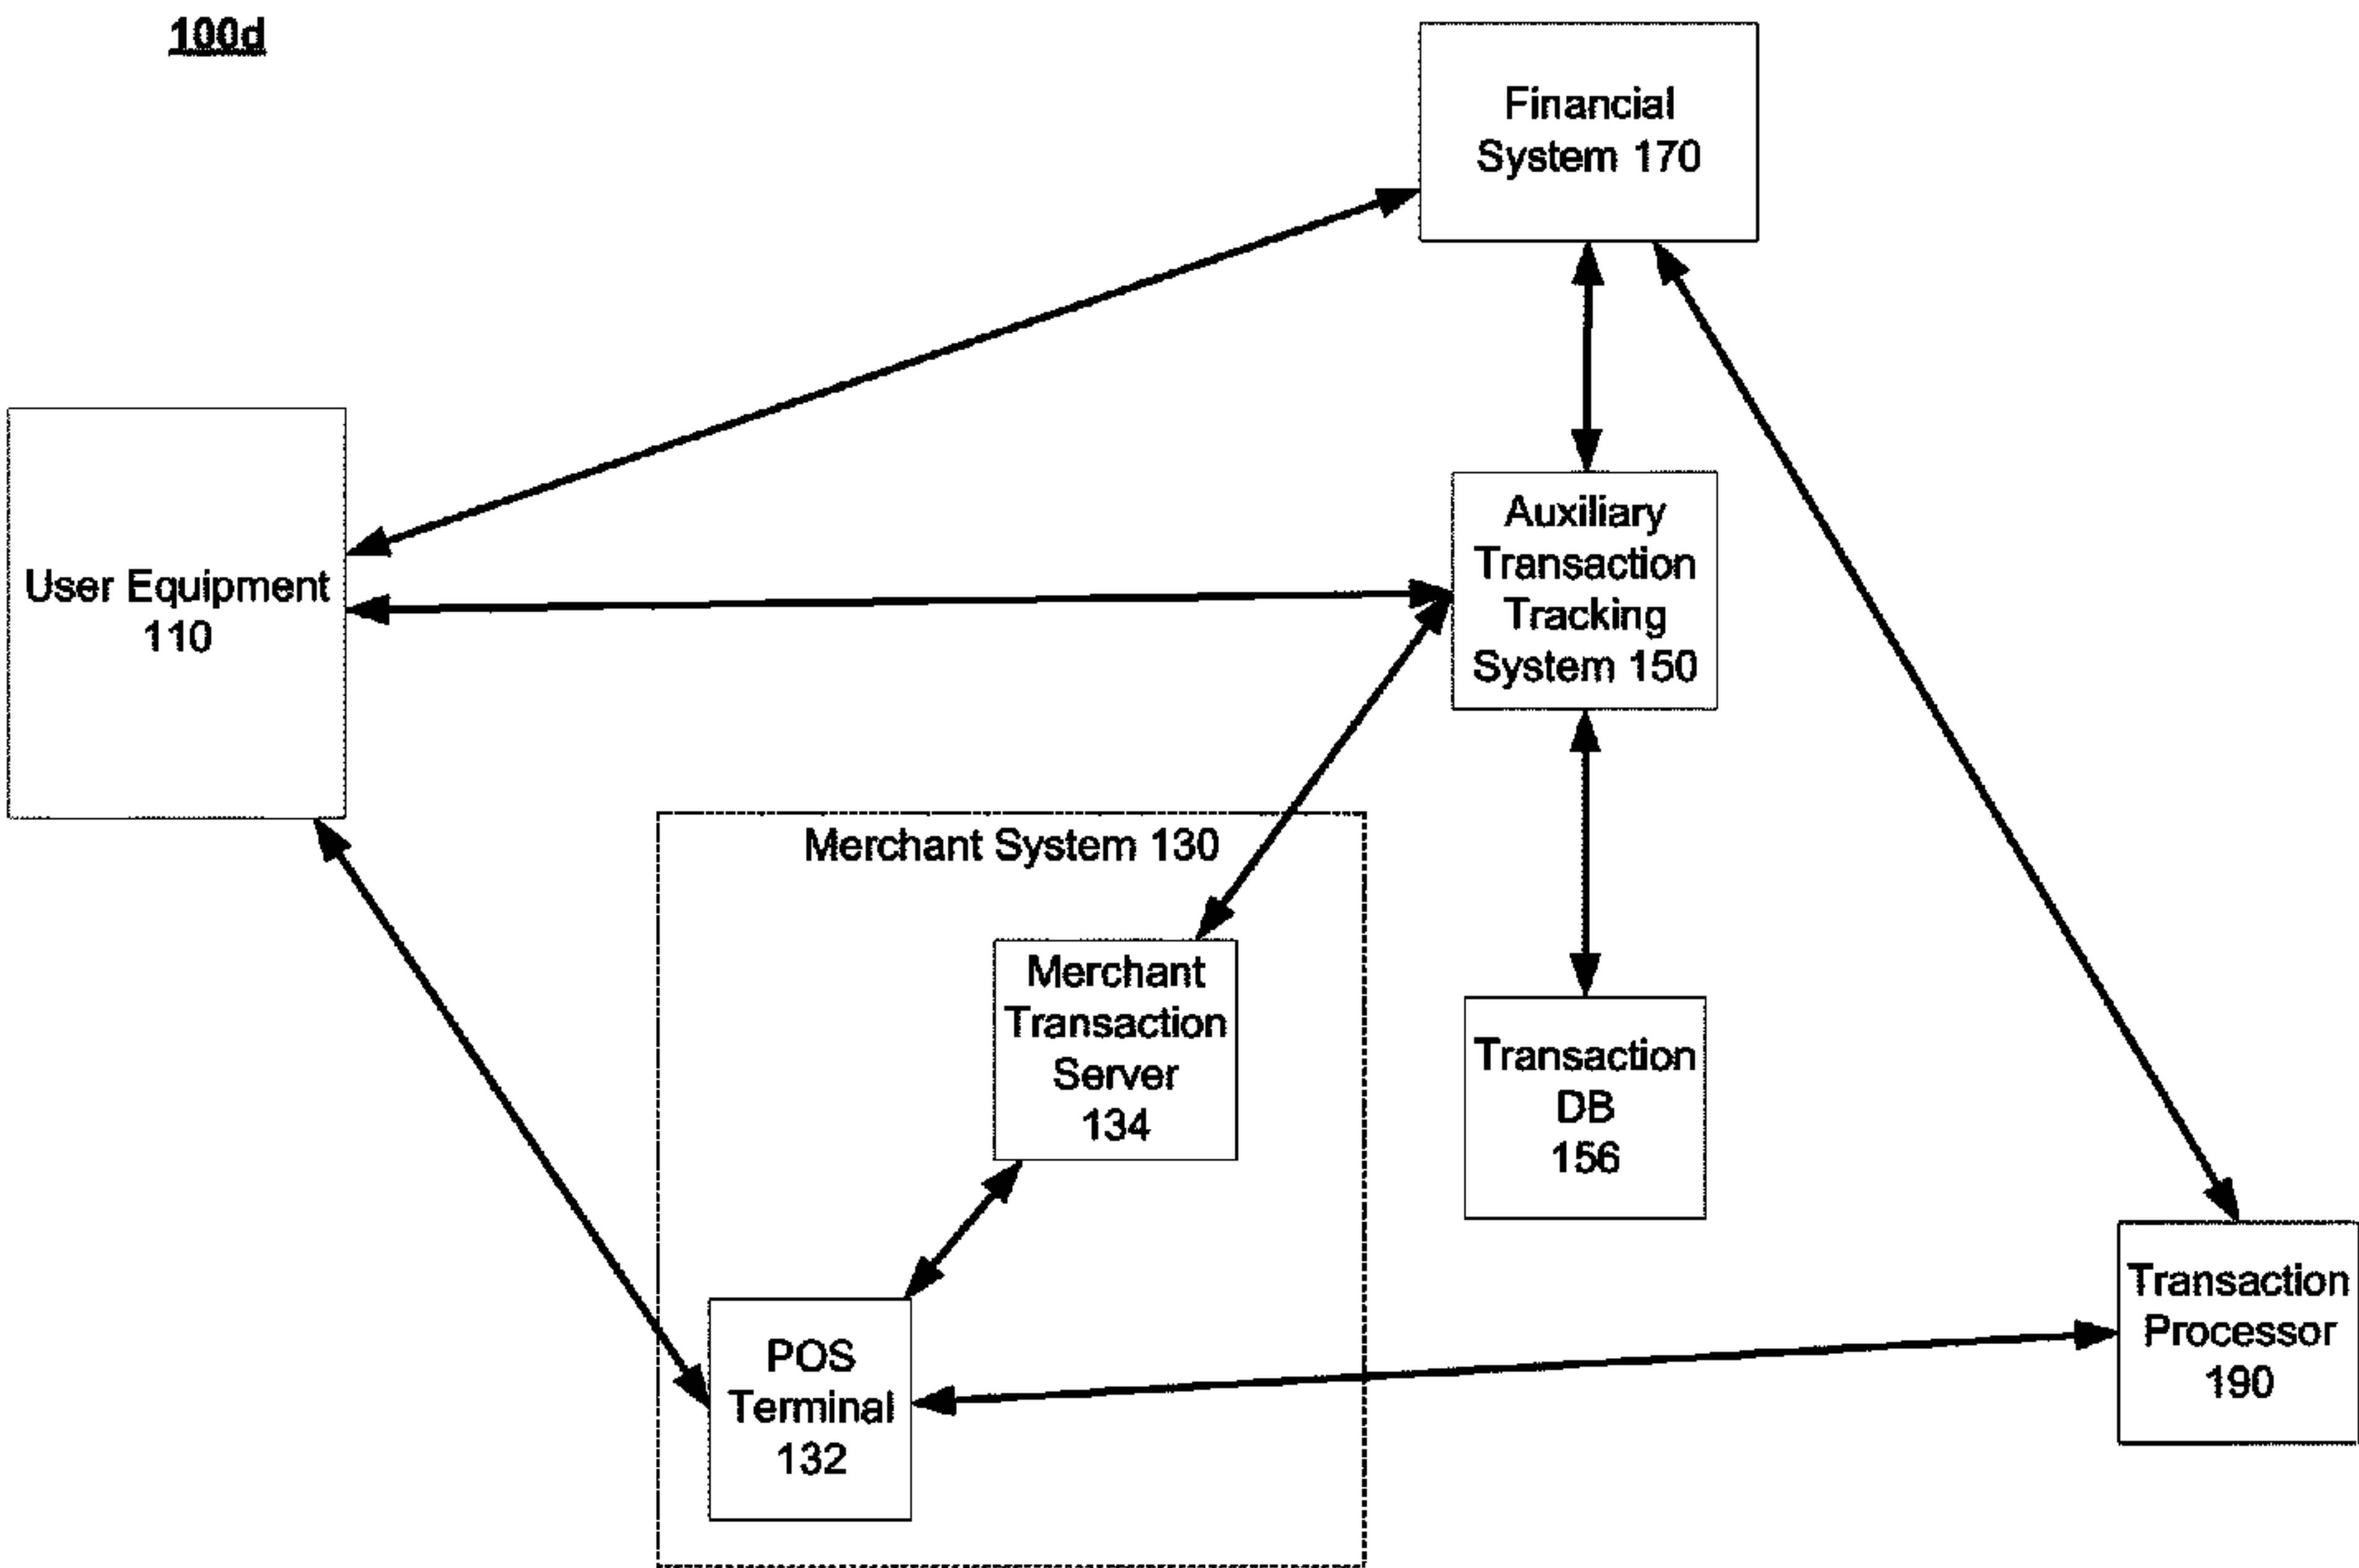 100d
Financial
System 170
User Equipment
110
Auxiliary
Transaction
Tracking
System 150
Merchant System 130
Merchant
Transaction
Server
134
Transaction
DB
156
POS
Terminal
132
Transaction
Processor
190